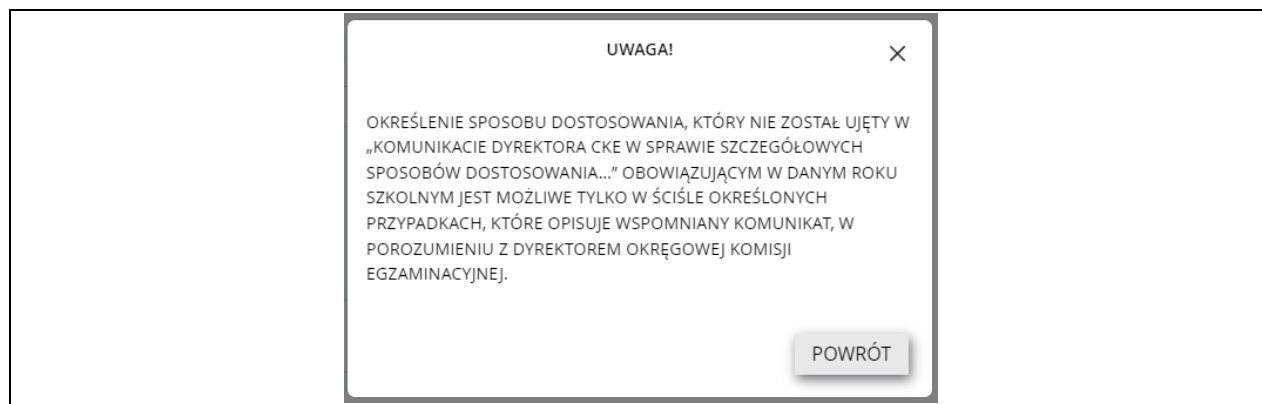 UWAGA!
OKREŚLENIE SPOSOBU DOSTOSOWANIA, KTÓRY NIE ZOSTAŁ UJĘTY W
„KOMUNIKACIE DYREKTORA CKE W SPRAWIE SZCZEGÓŁOWYCH
SPOSOBÓW DOSTOSOWANIA...” OBOWIĄZUJĄCYM W DANYM ROKU
SZKOLNYM JEST MOŻLIWE TYLKO W ŚCIŚLE OKREŚLONYCH
PRZYPADKACH, KTÓRE OPISUJE WSPOMNIANY KOMUNIKAT, W
POROZUMIENIU Z DYREKTOREM OKRĘGOWEJ KOMISJI
EGZAMINACYJNEJ.
POWRÓT